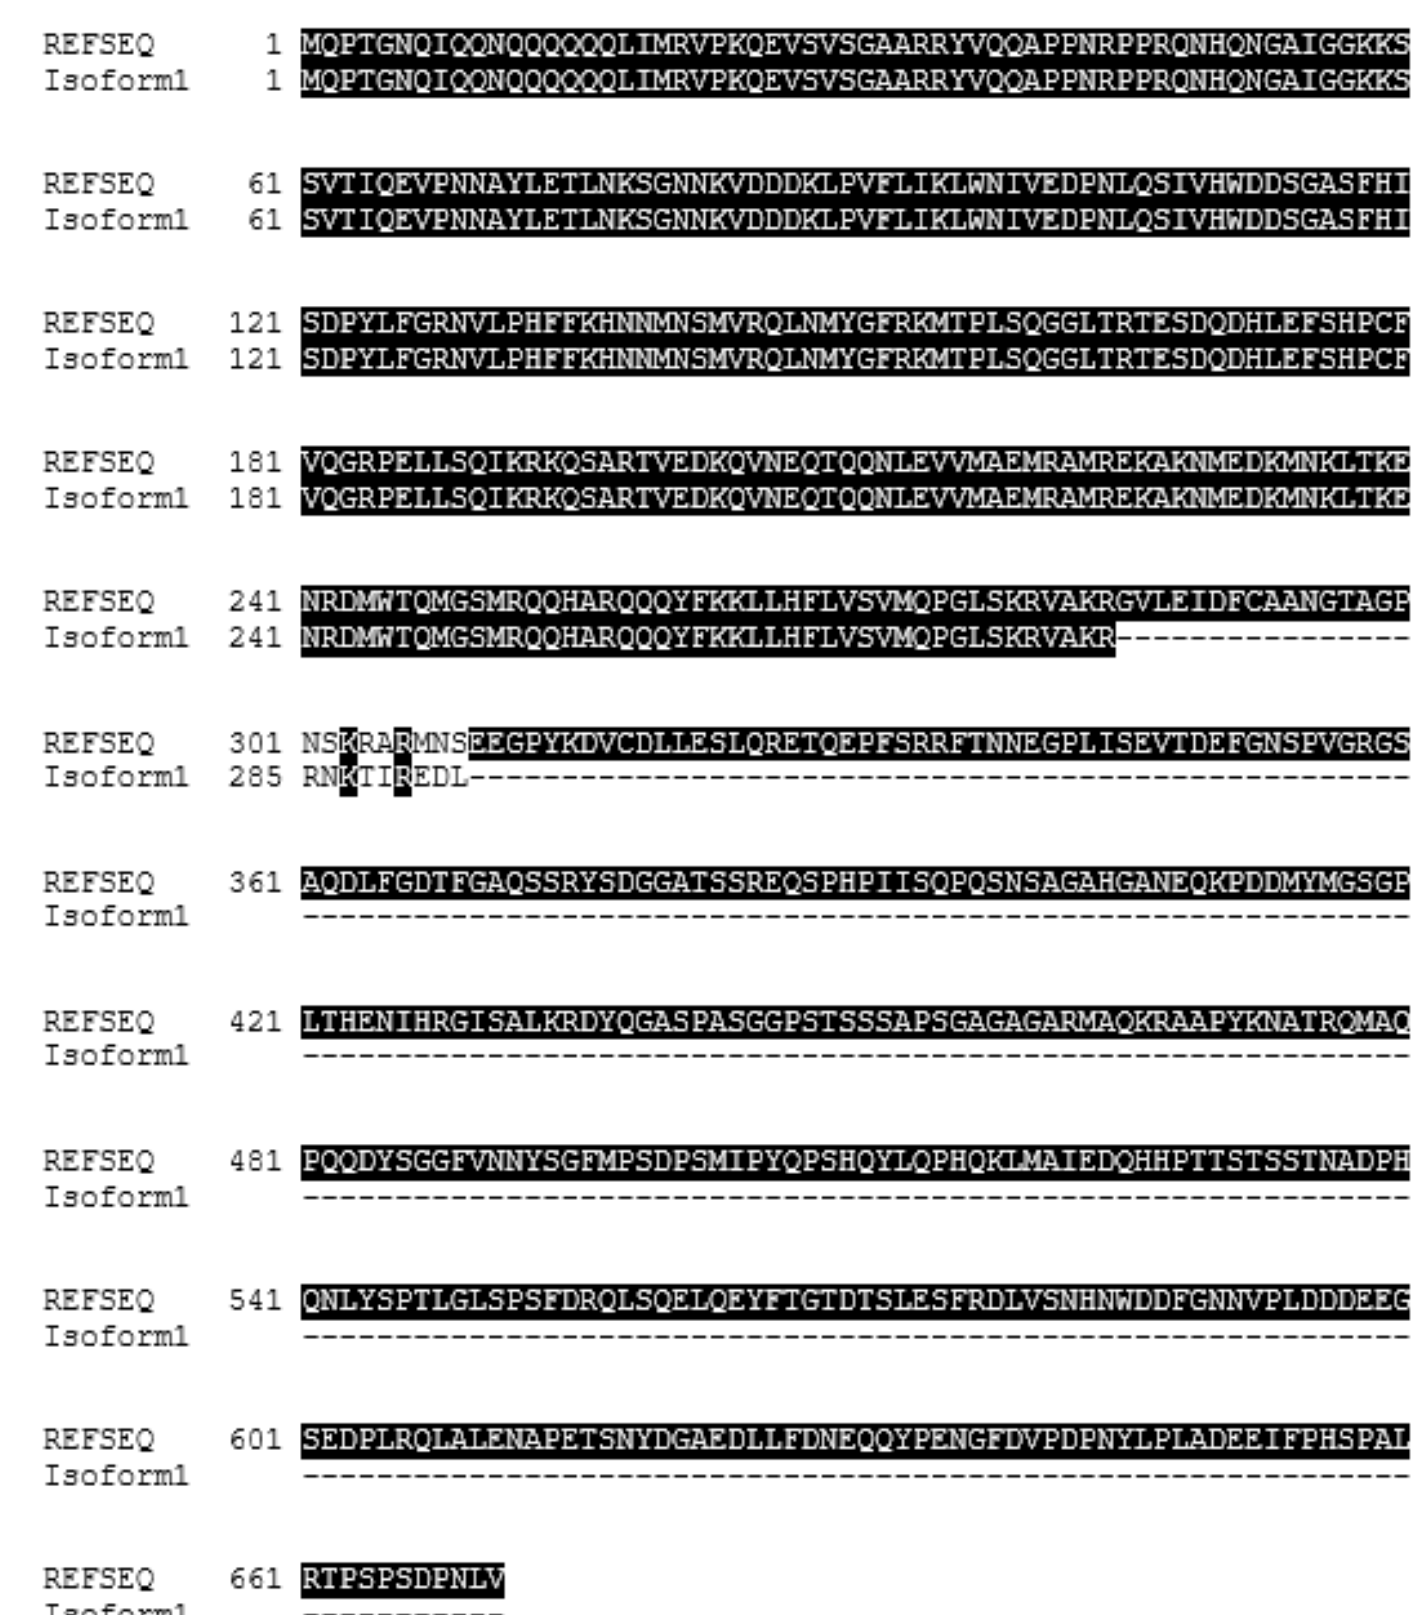 REFSEQ 1 MQPTGNQIQQNQQQQQQLIMRVPKQEVSVSGAARRYVQQAPPNRPPRQNHQNGAIGGKKS
Isoform1 1 MQPTGNQIQQNQQQQQQLIMRVPKQEVSVSGAARRYVQQAPPNRPPRQNHQNGAIGGKKS
REFSEQ 61 SVTIQEVPNNAYLETLNKSGNNKVDDDKLPVFLIKLWNIVEDPNLQSIVHWDDSGASFHI
Isoform1 61 SVTIQEVPNNAYLETLNKSGNNKVDDDKLPVFLIKLWNIVEDPNLQSIVHWDDSGASFHI
REFSEQ 121 SDPYLFGRNVLPHFFKHNNMNSMVRQLNMYGFRKMTPLSQGGLTRTESDQDHLEFSHPCF
Isoform1 121 SDPYLFGRNVLPHFFKHNNMNSMVRQLNMYGFRKMTPLSQGGLTRTESDQDHLEFSHPCF
REFSEQ 181 VQGRPELLSQIKRKQSARTVEDKQVNEQTQQNLEVVMAEMRAMREKAKNMEDKMNKLTKE
Isoform1 181 VQGRPELLSQIKRKQSARTVEDKQVNEQTQQNLEVVMAEMRAMREKAKNMEDKMNKLTKE
REFSEQ 241 NRDMWTQMGSMRQQHARQQQYFKKLLHFLVSVMQPGLSKRVAKRGVLEIDFCAANGTAGP
Isoform1 241 NRDMWTQMGSMRQQHARQQQYFKKLLHFLVSVMQPGLSKRVAKR----------------
REFSEQ 301 NSKRARMNSEEGPYKDVCDLLESLQRETQEPFSRRFTNNEGPLISEVTDEFGNSPVGRGS
Isoform1 285 RNKTIREDL---------------------------------------------------
REFSEQ 361 AQDLFGDTFGAQSSRYSDGGATSSREQSPHPIISQPQSNSAGAHGANEQKPDDMYMGSGP
Isoform1 ------------------------------------------------------------
REFSEQ 421 LTHENIHRGISALKRDYQGASPASGGPSTSSSAPSGAGAGARMAQKRAAPYKNATRQMAQ
Isoform1 ------------------------------------------------------------
REFSEQ 481 PQQDYSGGFVNNYSGFMPSDPSMIPYQPSHQYLQPHQKLMAIEDQHHPTTSTSSTNADPH
Isoform1 ------------------------------------------------------------
REFSEQ 541 QNLYSPTLGLSPSFDRQLSQELQEYFTGTDTSLESFRDLVSNHNWDDFGNNVPLDDDEEG
Isoform1 ------------------------------------------------------------
REFSEQ 601 SEDPLRQLALENAPETSNYDGAEDLLFDNEQQYPENGFDVPDPNYLPLADEEIFPHSPAL
Isoform1 ------------------------------------------------------------
REFSEQ 661 RTPSPSDPNLV
Isoform1 -----------